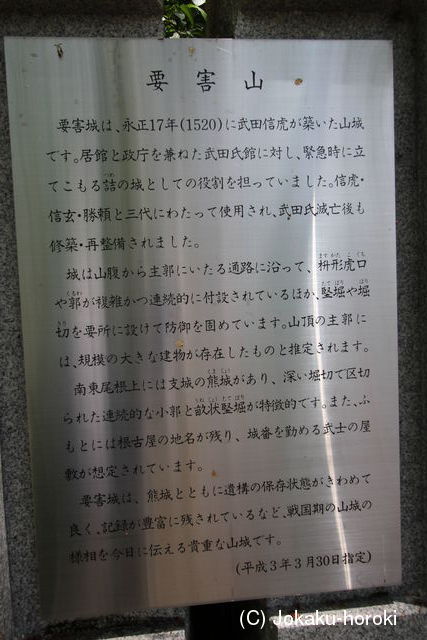 要害山
要害城は、永正17年(1520)に武田信虎が築いた山城
です。居館と政庁を兼ねた武田氏館に対し、緊急時に立
てこもる詰の城としての役割を担っていました。信虎・
信玄・勝頼と三代にわたって使用され、武田氏滅亡後も
修築・再整備されました。
城は山腹から主郭にいたる通路に沿って、枡形虎口
や郭が複雑かつ連続的に付設されているほか、竪堀や堀
切を要所に設けて防御を固めています。山頂の主郭に
は、規模の大きな建物が存在したものと推定されます。
南東尾根上には支城の熊城があり、深い堀切で区切
られた連続的な小郭と畝状竪堀が特徴的です。また、ふ
もとには根古屋の地名が残り、城番を勤める武士の屋
敷が想定されています。
要害城は、熊城とともに遺構の保存状態がきわめて
良く、記録が豊富に残されているなど、戦国期の山城の
様相を今日に伝える貴重な山城です。
(平成3年3月30日指定)
(C) Jokaku-horoki